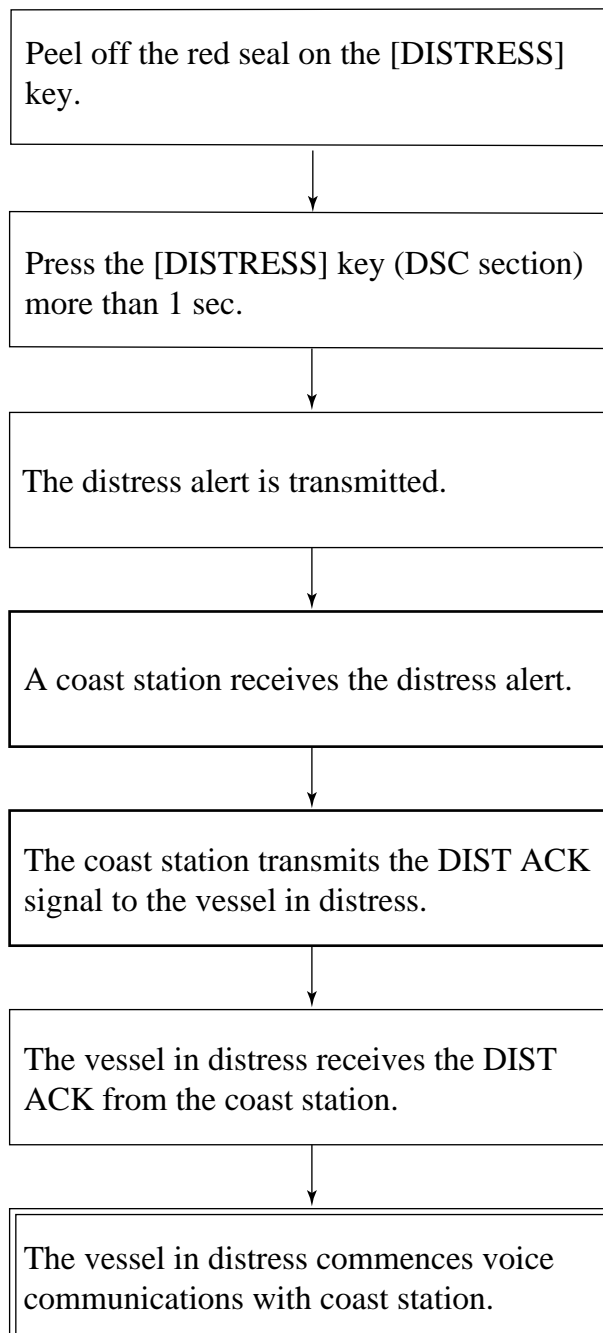 Peel off the red seal on the [DISTRESS]
key.
Press the [DISTRESS] key (DSC section)
more than 1 sec.
The distress alert is transmitted.
A coast station receives the distress alert.
The coast station transmits the DIST ACK
signal to the vessel in distress.
The vessel in distress receives the DIST
ACK from the coast station.
The vessel in distress commences voice
communications with coast station.